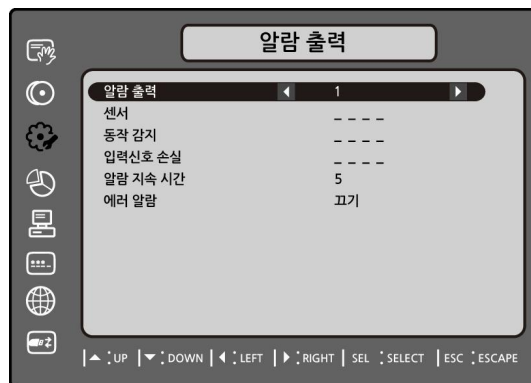 알람 출력
알람 출력 1
센서 _ _ _ _
동작 감지 _ _ _ _
입력신호 손실 _ _ _ _
알람 지속 시간 5
에러 알람 끄기
▲ : UP ▼ : DOWN ◀ : LEFT ▶ : RIGHT SEL : SELECT ESC : ESCAPE